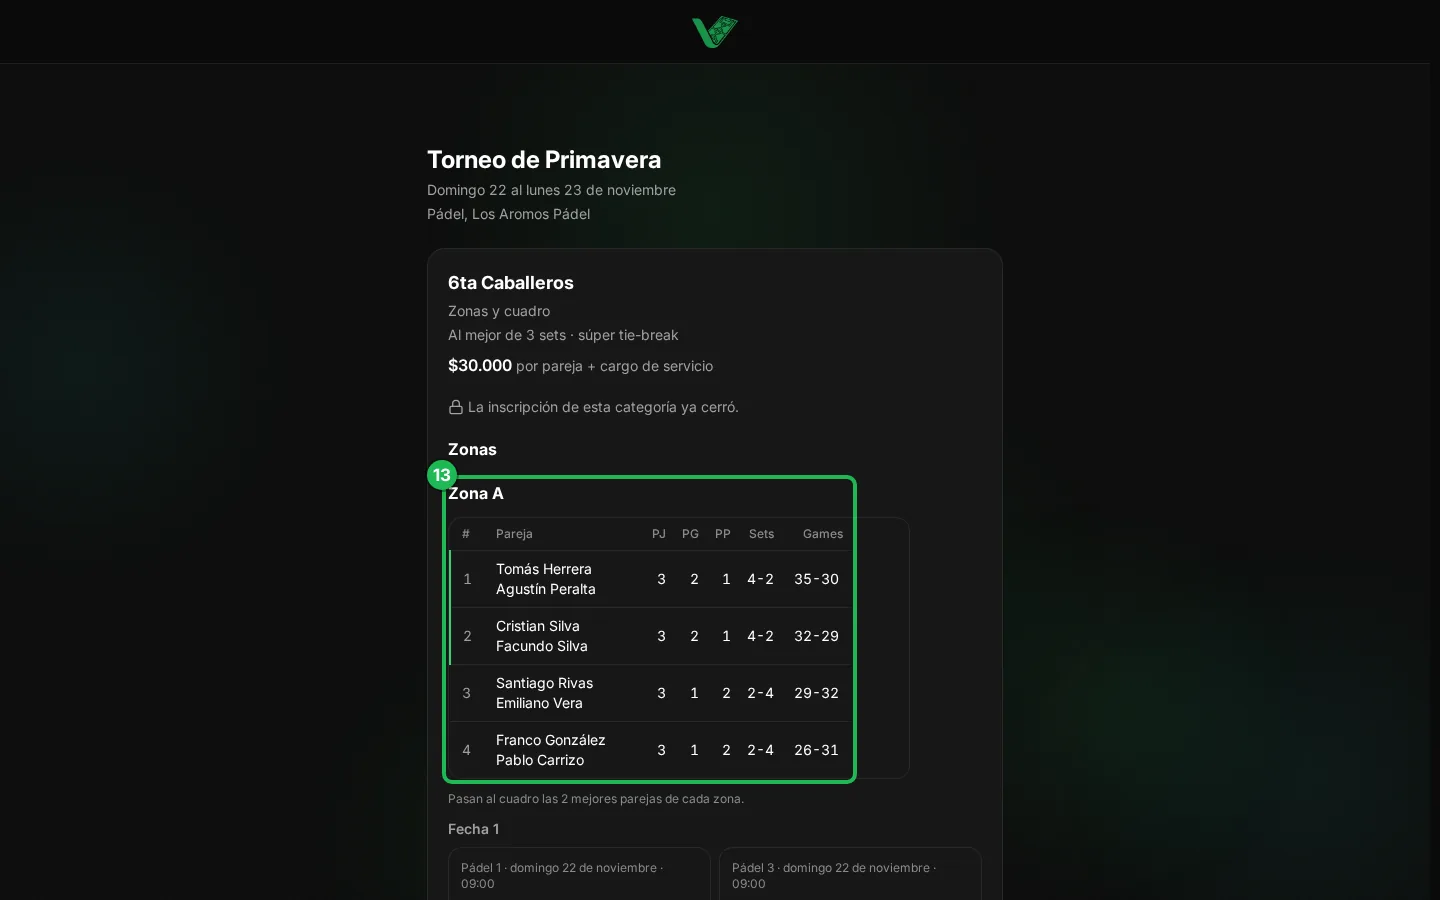 Torneo de Primavera
Domingo 22 al lunes 23 de noviembre
Pádel, Los Aromos Pádel
6ta Caballeros
Zonas y cuadro
Al mejor de 3 sets · súper tie-break
$30.000 por pareja + cargo de servicio
La inscripción de esta categoría ya cerró.
Zonas
13
Zona A
# Pareja PJ PG PP Sets Games
1 Tomás Herrera Agustín Peralta 3 2 1 4-2 35-30
2 Cristian Silva Facundo Silva 3 2 1 4-2 32-29
3 Santiago Rivas Emiliano Vera 3 1 2 2-4 29-32
4 Franco González Pablo Carrizo 3 1 2 2-4 26-31
Pasan al cuadro las 2 mejores parejas de cada zona.
Fecha 1
Pádel 1 · domingo 22 de noviembre ·
09:00
Pádel 3 · domingo 22 de noviembre ·
09:00